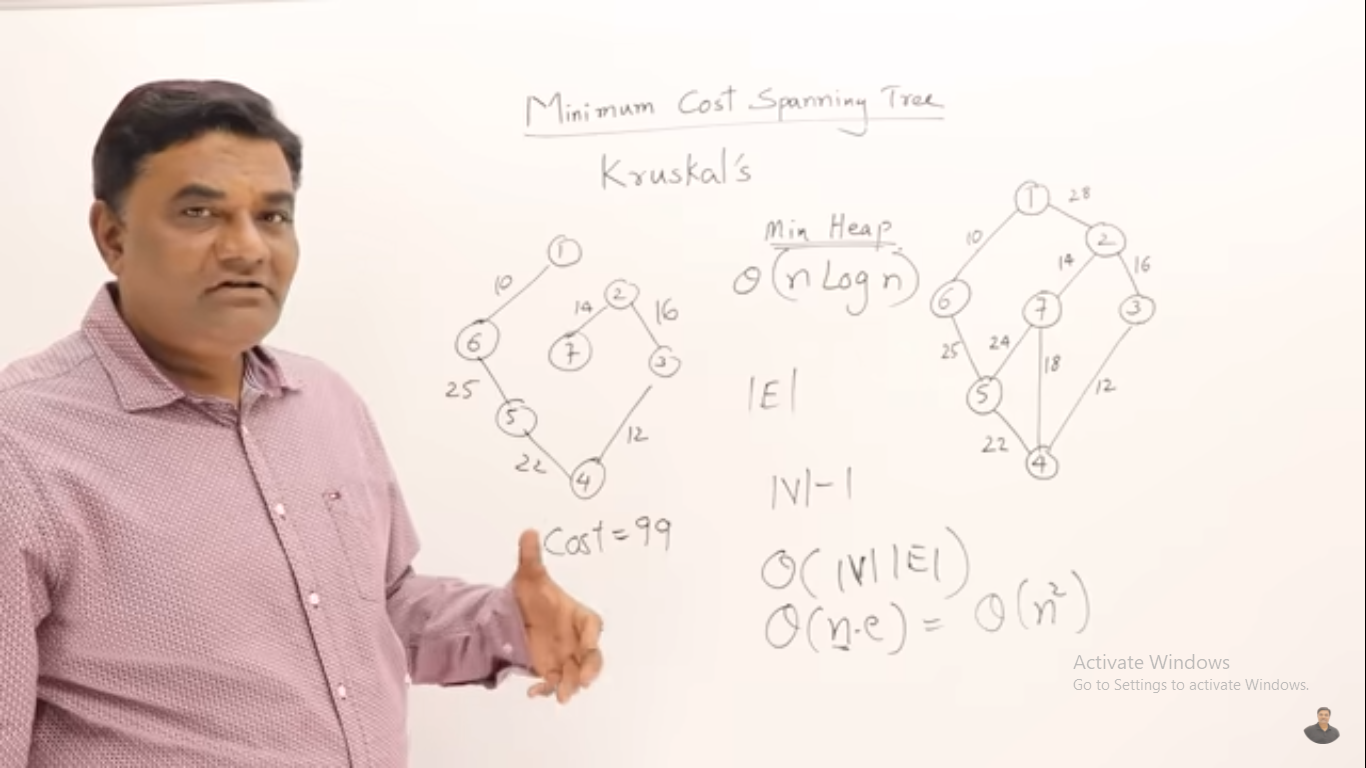 Minimum Cost Spanning Tree
Kruskal's
1
10
6
25
5
22
4
12
3
16
2
14
7
Cost = 99
Min Heap
θ(n Log n)
|E|
|V|-1
θ(|V| |E|)
θ(n.e) = θ(n²)
1
28
2
10
14
16
6
7
3
25
24
18
12
5
22
4
Activate Windows
Go to Settings to activate Windows.